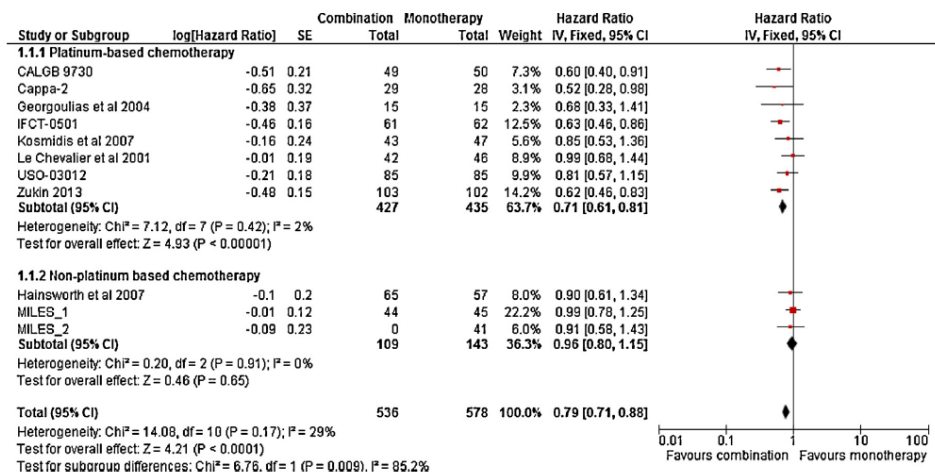 Combination Monotherapy Hazard Ratio Hazard Ratio
Study or Subgroup log[Hazard Ratio] SE Total Total Weight IV, Fixed, 95% CI IV, Fixed, 95% CI
1.1.1 Platinum-based chemotherapy
CALGB 9730 -0.51 0.21 49 50 7.3% 0.60 [0.40, 0.91]
Cappa-2 -0.65 0.32 29 28 3.1% 0.52 [0.28, 0.98]
Georgoulias et al 2004 -0.38 0.37 15 15 2.3% 0.68 [0.33, 1.41]
IFCT-0501 -0.46 0.16 61 62 12.5% 0.63 [0.46, 0.86]
Kosmidis et al 2007 -0.16 0.24 43 47 5.6% 0.85 [0.53, 1.36]
Le Chevalier et al 2001 -0.01 0.19 42 46 8.9% 0.99 [0.68, 1.44]
USO-03012 -0.21 0.18 85 85 9.9% 0.81 [0.57, 1.15]
Zukin 2013 -0.48 0.15 103 102 14.2% 0.62 [0.46, 0.83]
Subtotal (95% CI) 427 435 63.7% 0.71 [0.61, 0.81]
Heterogeneity: Chi² = 7.12, df = 7 (P = 0.42); I² = 2%
Test for overall effect: Z = 4.93 (P < 0.00001)
1.1.2 Non-platinum based chemotherapy
Hainsworth et al 2007 -0.1 0.2 65 57 8.0% 0.90 [0.61, 1.34]
MILES_1 -0.01 0.12 44 45 22.2% 0.99 [0.78, 1.25]
MILES_2 -0.09 0.23 0 41 6.0% 0.91 [0.58, 1.43]
Subtotal (95% CI) 109 143 36.3% 0.96 [0.80, 1.15]
Heterogeneity: Chi² = 0.20, df = 2 (P = 0.91); I² = 0%
Test for overall effect: Z = 0.46 (P = 0.65)
Total (95% CI) 536 578 100.0% 0.79 [0.71, 0.88]
Heterogeneity: Chi² = 14.08, df = 10 (P = 0.17); I² = 29%
Test for overall effect: Z = 4.21 (P < 0.0001)
Test for subgroup differences: Chi² = 6.76, df = 1 (P = 0.009), I² = 85.2%
0.01 0.1 1 10 100
Favours combination Favours monotherapy